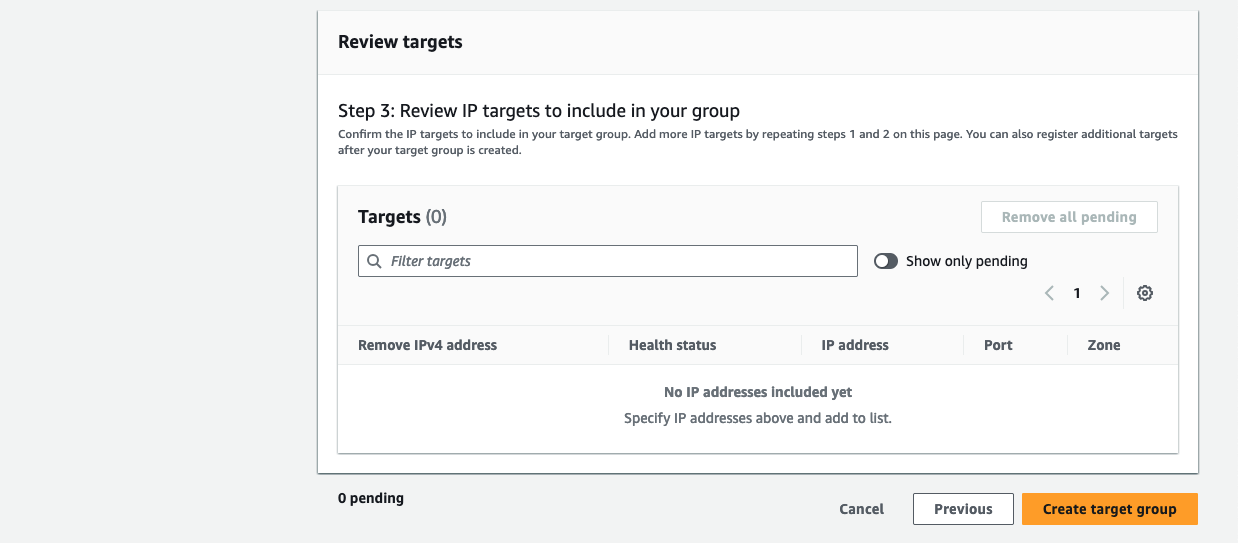 Review targets
Step 3: Review IP targets to include in your group
Confirm the IP targets to include in your target group. Add more IP targets by repeating steps 1 and 2 on this page. You can also register additional targets
after your target group is created.
Targets (0)
Remove all pending
Filter targets
Show only pending
1
Remove IPv4 address
Health status
IP address
Port
Zone
No IP addresses included yet
Specify IP addresses above and add to list.
0 pending
Cancel
Previous
Create target group